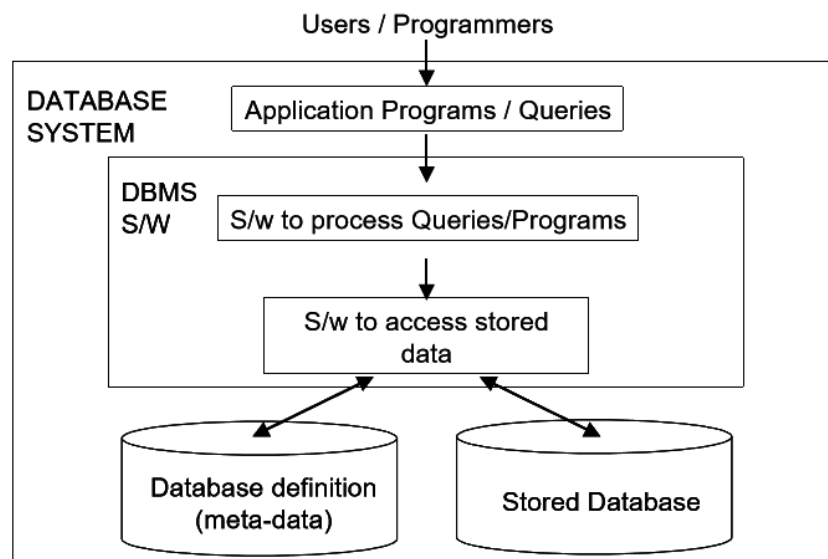 Users / Programmers
DATABASE
SYSTEM
Application Programs / Queries
DBMS
S/W
S/w to process Queries/Programs
S/w to access stored
data
Database definition
(meta-data)
Stored Database